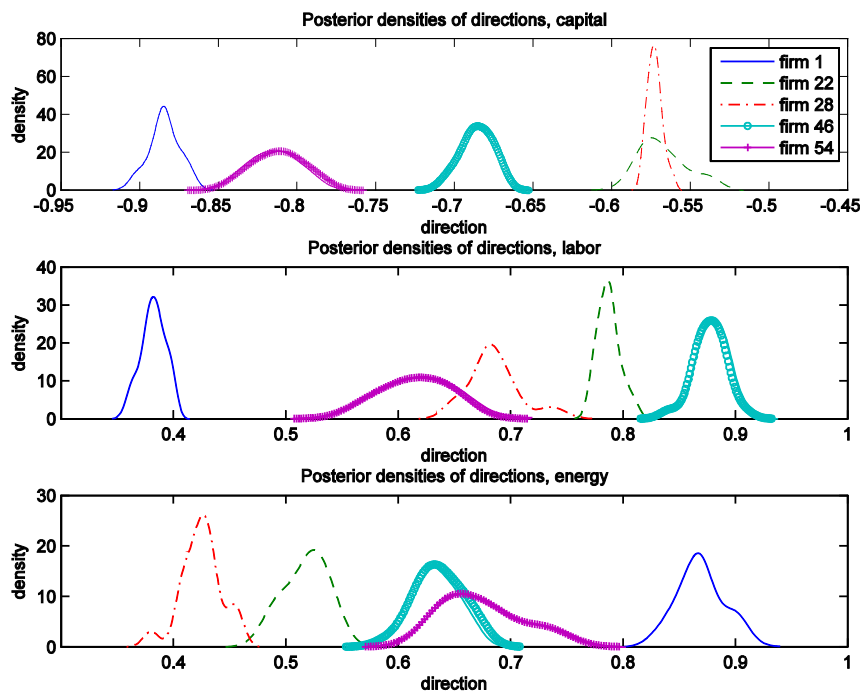 Posterior densities of directions, capital
80
60
40
20
0
density
-0.95 -0.9 -0.85 -0.8 -0.75 -0.7 -0.65 -0.6 -0.55 -0.5 -0.45
direction
firm 1
firm 22
firm 28
firm 46
firm 54
Posterior densities of directions, labor
40
30
20
10
0
density
0.4 0.5 0.6 0.7 0.8 0.9 1
direction
Posterior densities of directions, energy
30
20
10
0
density
0.4 0.5 0.6 0.7 0.8 0.9 1
direction